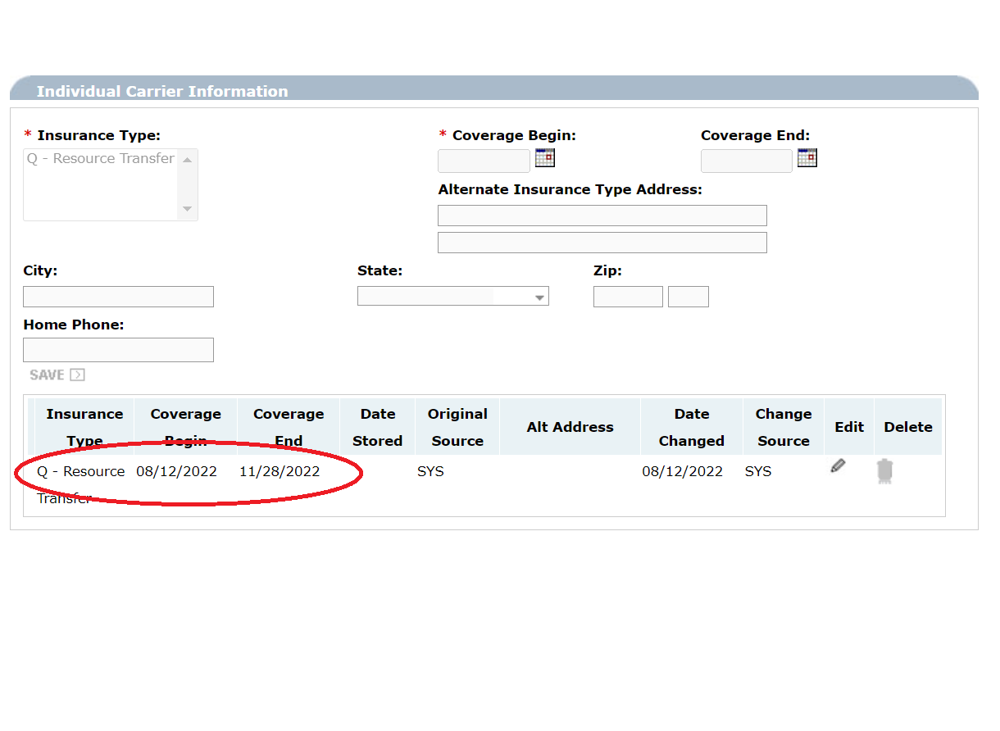 Individual Carrier Information
* Insurance Type: * Coverage Begin: Coverage End:
Q - Resource Transfer
Alternate Insurance Type Address:
City: State: Zip:
Home Phone:
SAVE
Insurance Type Coverage Begin Coverage End Date Stored Original Source Alt Address Date Changed Change Source Edit Delete
Q - Resource 08/12/2022 11/28/2022 SYS 08/12/2022 SYS
Transfer